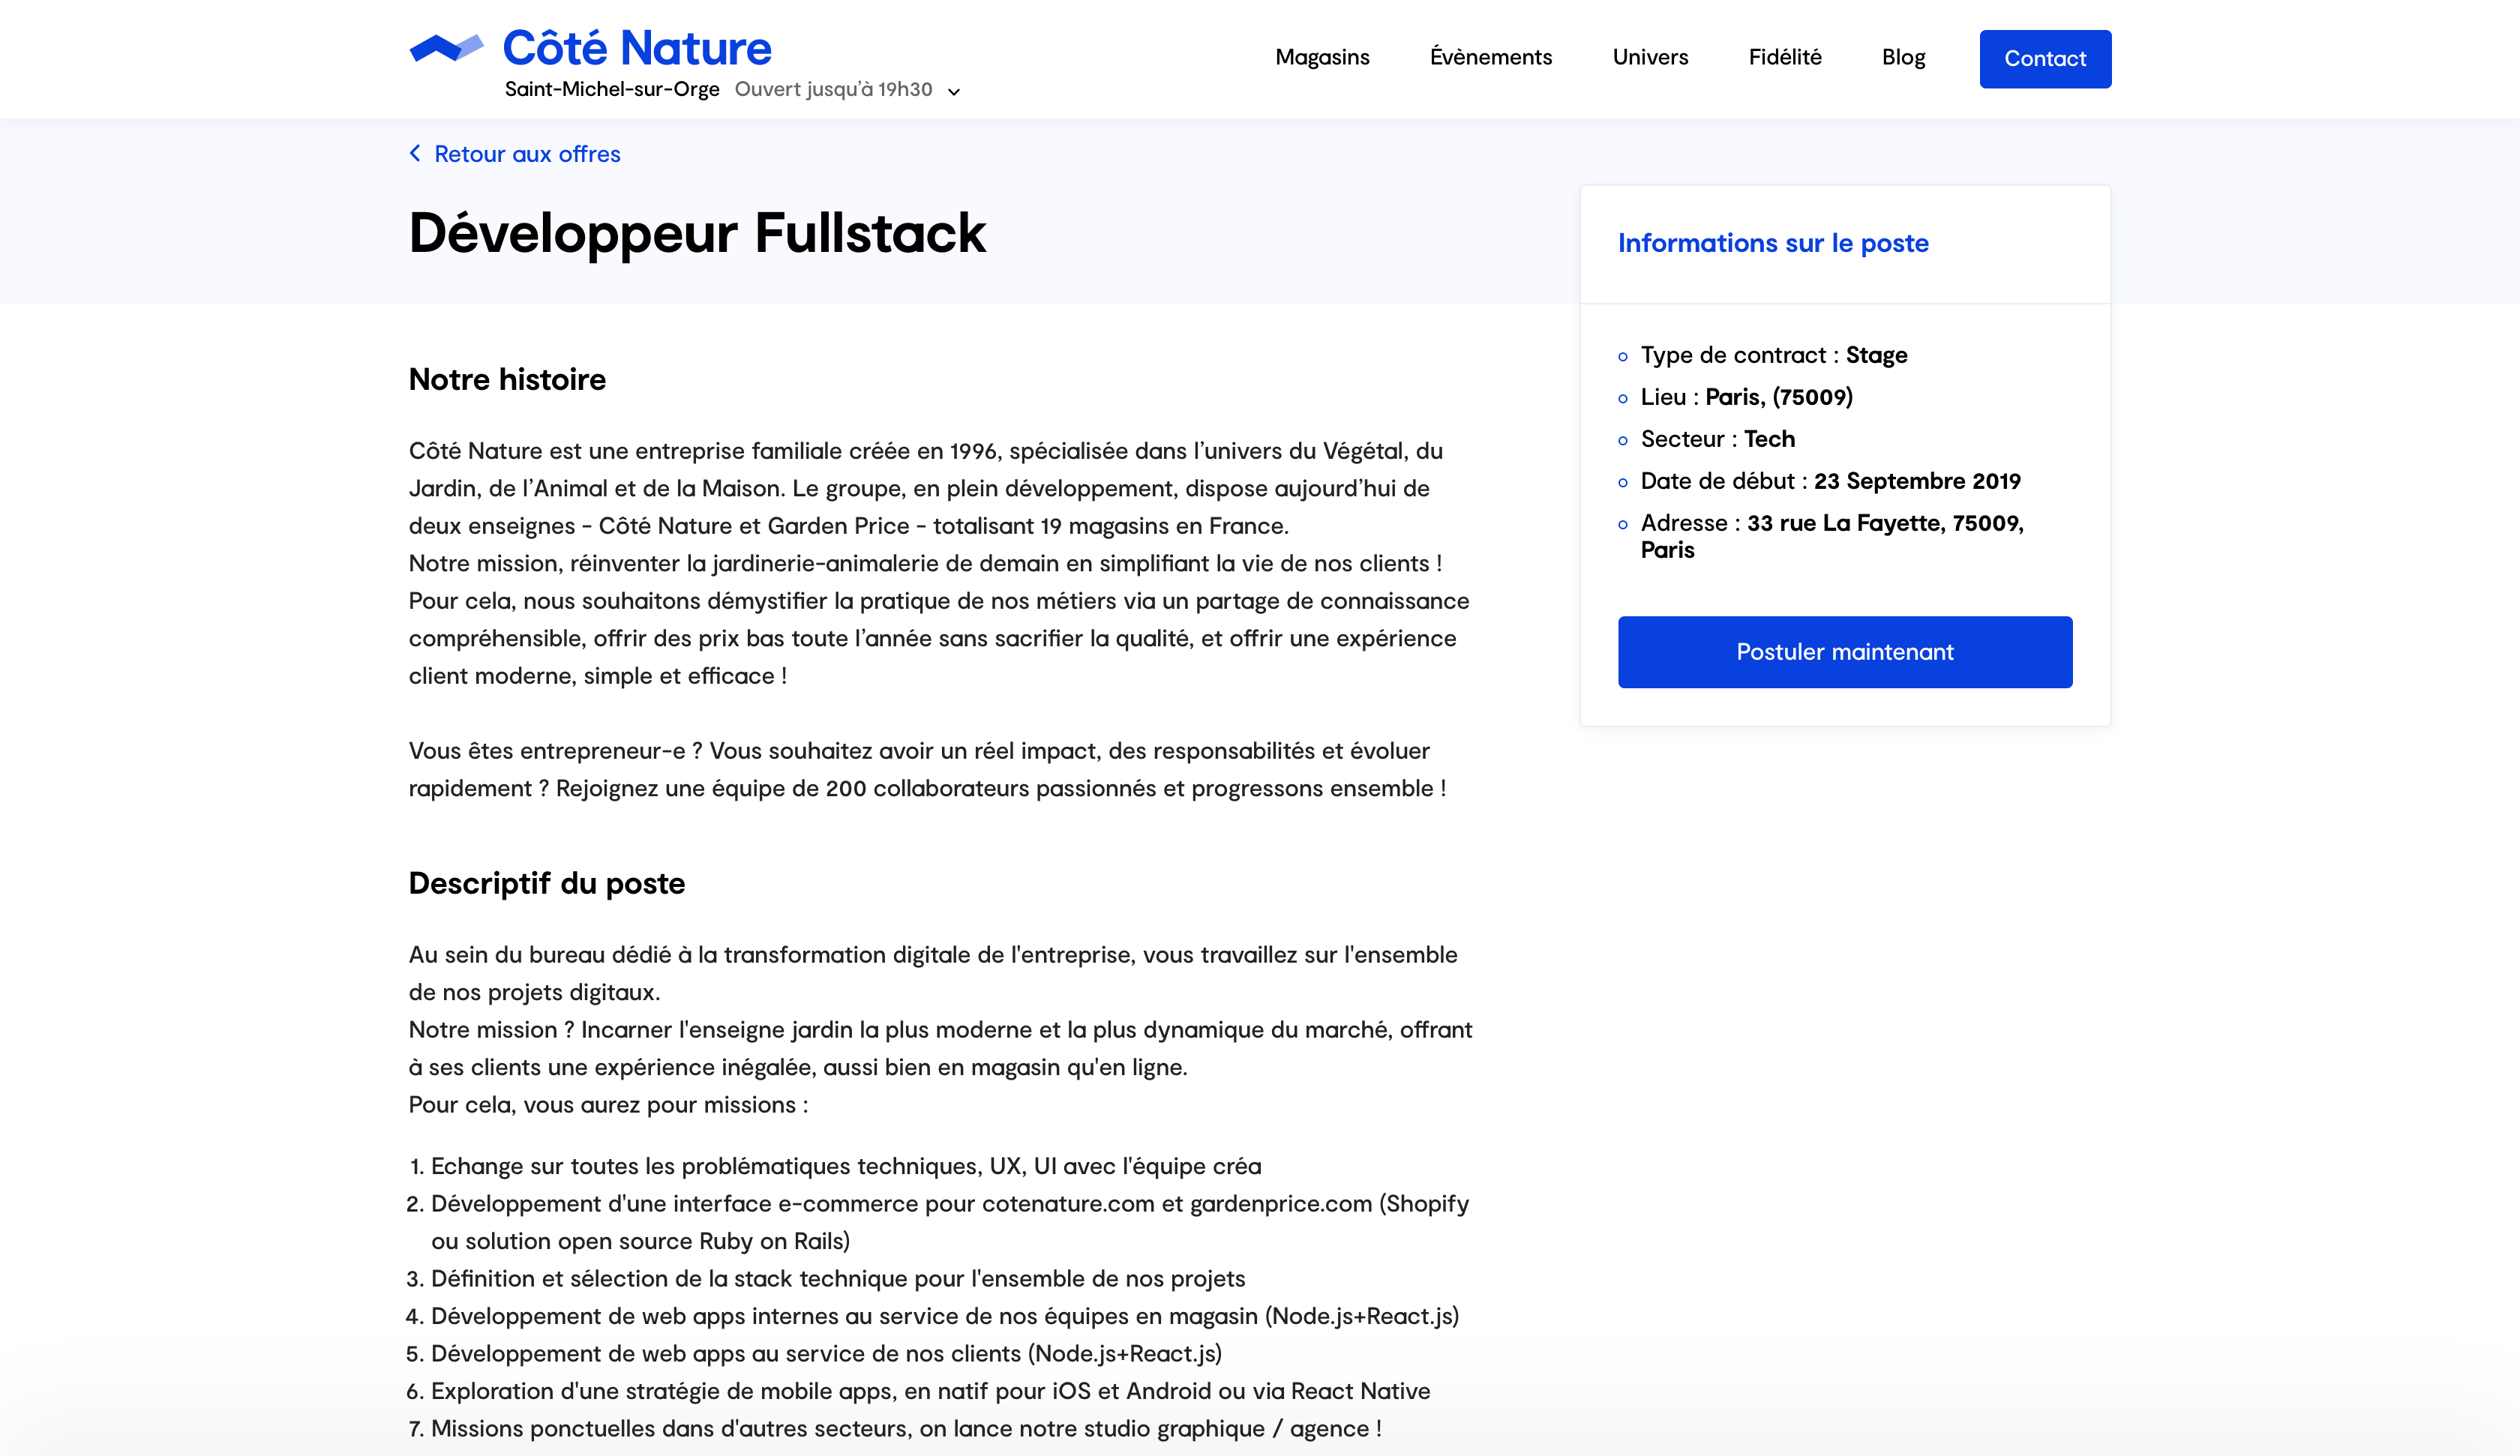 Côté Nature
Saint-Michel-sur-Orge Ouvert jusqu’à 19h30
Magasins Évènements Univers Fidélité Blog Contact
Retour aux offres
Développeur Fullstack
Notre histoire
Côté Nature est une entreprise familiale créée en 1996, spécialisée dans l’univers du Végétal, du
Jardin, de l’Animal et de la Maison. Le groupe, en plein développement, dispose aujourd’hui de
deux enseignes - Côté Nature et Garden Price - totalisant 19 magasins en France.
Notre mission, réinventer la jardinerie-animalerie de demain en simplifiant la vie de nos clients !
Pour cela, nous souhaitons démystifier la pratique de nos métiers via un partage de connaissance
compréhensible, offrir des prix bas toute l’année sans sacrifier la qualité, et offrir une expérience
client moderne, simple et efficace !
Vous êtes entrepreneur-e ? Vous souhaitez avoir un réel impact, des responsabilités et évoluer
rapidement ? Rejoignez une équipe de 200 collaborateurs passionnés et progressons ensemble !
Descriptif du poste
Au sein du bureau dédié à la transformation digitale de l'entreprise, vous travaillez sur l'ensemble
de nos projets digitaux.
Notre mission ? Incarner l'enseigne jardin la plus moderne et la plus dynamique du marché, offrant
à ses clients une expérience inégalée, aussi bien en magasin qu'en ligne.
Pour cela, vous aurez pour missions :
1. Echange sur toutes les problématiques techniques, UX, UI avec l'équipe créa
2. Développement d'une interface e-commerce pour cotenature.com et gardenprice.com (Shopify
ou solution open source Ruby on Rails)
3. Définition et sélection de la stack technique pour l'ensemble de nos projets
4. Développement de web apps internes au service de nos équipes en magasin (Node.js+React.js)
5. Développement de web apps au service de nos clients (Node.js+React.js)
6. Exploration d'une stratégie de mobile apps, en natif pour iOS et Android ou via React Native
7. Missions ponctuelles dans d'autres secteurs, on lance notre studio graphique / agence !
Informations sur le poste
Type de contract : Stage
Lieu : Paris, (75009)
Secteur : Tech
Date de début : 23 Septembre 2019
Adresse : 33 rue La Fayette, 75009,
Paris
Postuler maintenant